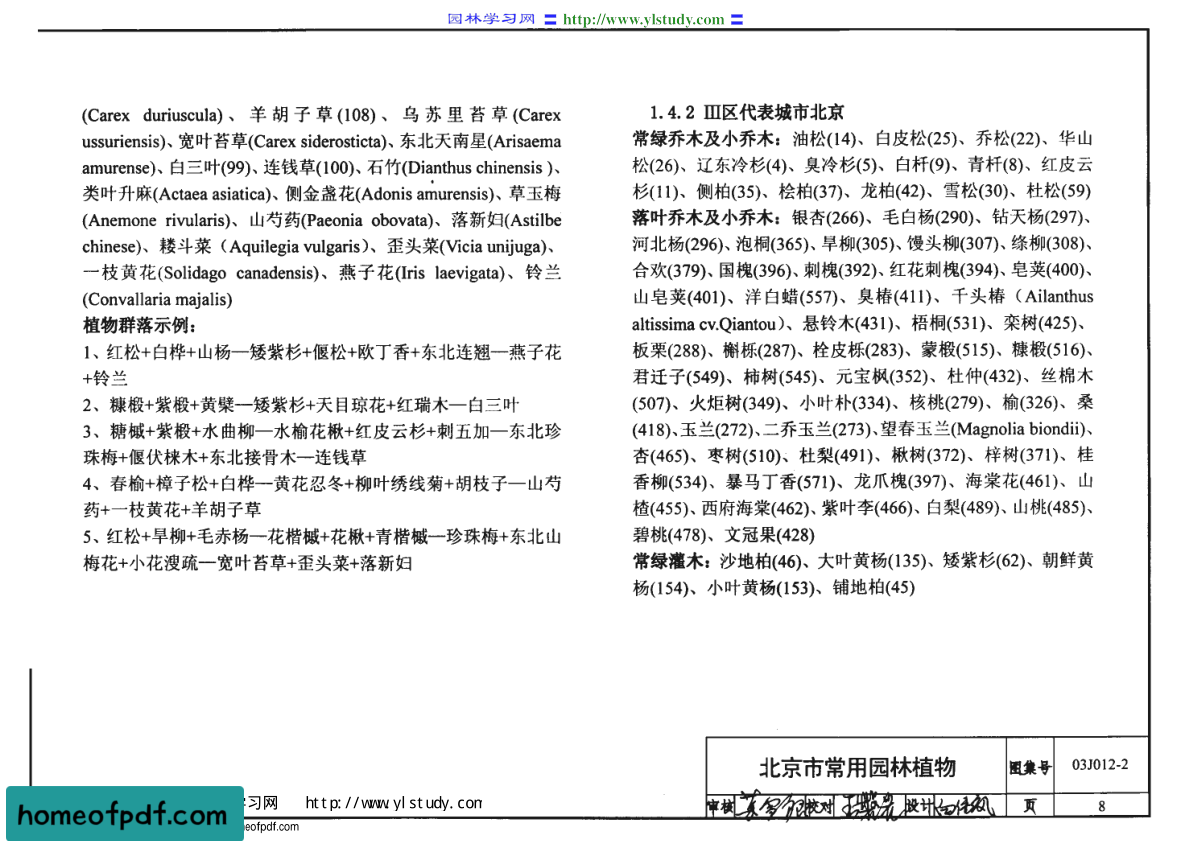 园林学习网 〓 http://www.ylstudy.com 〓
(Carex duriuscula)、羊胡子草(108)、乌苏里苔草(Carex
ussuriensis)、宽叶苔草(Carex siderosticta)、东北天南星(Arisaema
amurense)、白三叶(99)、连钱草(100)、石竹(Dianthus chinensis )、
类叶升麻(Actaea asiatica)、侧金盏花(Adonis amurensis)、草玉梅
(Anemone rivularis)、山芍药(Paeonia obovata)、落新妇(Astilbe
chinese)、耧斗菜（Aquilegia vulgaris）、歪头菜(Vicia unijuga)、
一枝黄花(Solidago canadensis)、燕子花(Iris laevigata)、铃兰
(Convallaria majalis)
植物群落示例：
1、红松+白桦+山杨—矮紫杉+偃松+欧丁香+东北连翘—燕子花
+铃兰
2、糠椴+紫椴+黄檗—矮紫杉+天目琼花+红瑞木—白三叶
3、糖槭+紫椴+水曲柳—水榆花楸+红皮云杉+刺五加—东北珍
珠梅+偃伏梾木+东北接骨木—连钱草
4、春榆+樟子松+白桦—黄花忍冬+柳叶绣线菊+胡枝子—山芍
药+一枝黄花+羊胡子草
5、红松+旱柳+毛赤杨—花楷槭+花楸+青楷槭—珍珠梅+东北山
梅花+小花溲疏—宽叶苔草+歪头菜+落新妇
1.4.2 Ⅲ区代表城市北京
常绿乔木及小乔木：油松(14)、白皮松(25)、乔松(22)、华山
松(26)、辽东冷杉(4)、臭冷杉(5)、白杆(9)、青杆(8)、红皮云
杉(11)、侧柏(35)、桧柏(37)、龙柏(42)、雪松(30)、杜松(59)
落叶乔木及小乔木：银杏(266)、毛白杨(290)、钻天杨(297)、
河北杨(296)、泡桐(365)、旱柳(305)、馒头柳(307)、绦柳(308)、
合欢(379)、国槐(396)、刺槐(392)、红花刺槐(394)、皂荚(400)、
山皂荚(401)、洋白蜡(557)、臭椿(411)、千头椿（Ailanthus
altissima cv.Qiantou）、悬铃木(431)、梧桐(531)、栾树(425)、
板栗(288)、槲栎(287)、栓皮栎(283)、蒙椴(515)、糠椴(516)、
君迁子(549)、柿树(545)、元宝枫(352)、杜仲(432)、丝棉木
(507)、火炬树(349)、小叶朴(334)、核桃(279)、榆(326)、桑
(418)、玉兰(272)、二乔玉兰(273)、望春玉兰(Magnolia biondii)、
杏(465)、枣树(510)、杜梨(491)、楸树(372)、梓树(371)、桂
香柳(534)、暴马丁香(571)、龙爪槐(397)、海棠花(461)、山
楂(455)、西府海棠(462)、紫叶李(466)、白梨(489)、山桃(485)、
碧桃(478)、文冠果(428)
常绿灌木：沙地柏(46)、大叶黄杨(135)、矮紫杉(62)、朝鲜黄
杨(154)、小叶黄杨(153)、铺地柏(45)
北京市常用园林植物 图集号 03J012-2
审核 校对 设计 页 8
习网 http://www.ylstudy.com
homeofpdf.com
eofpdf.com